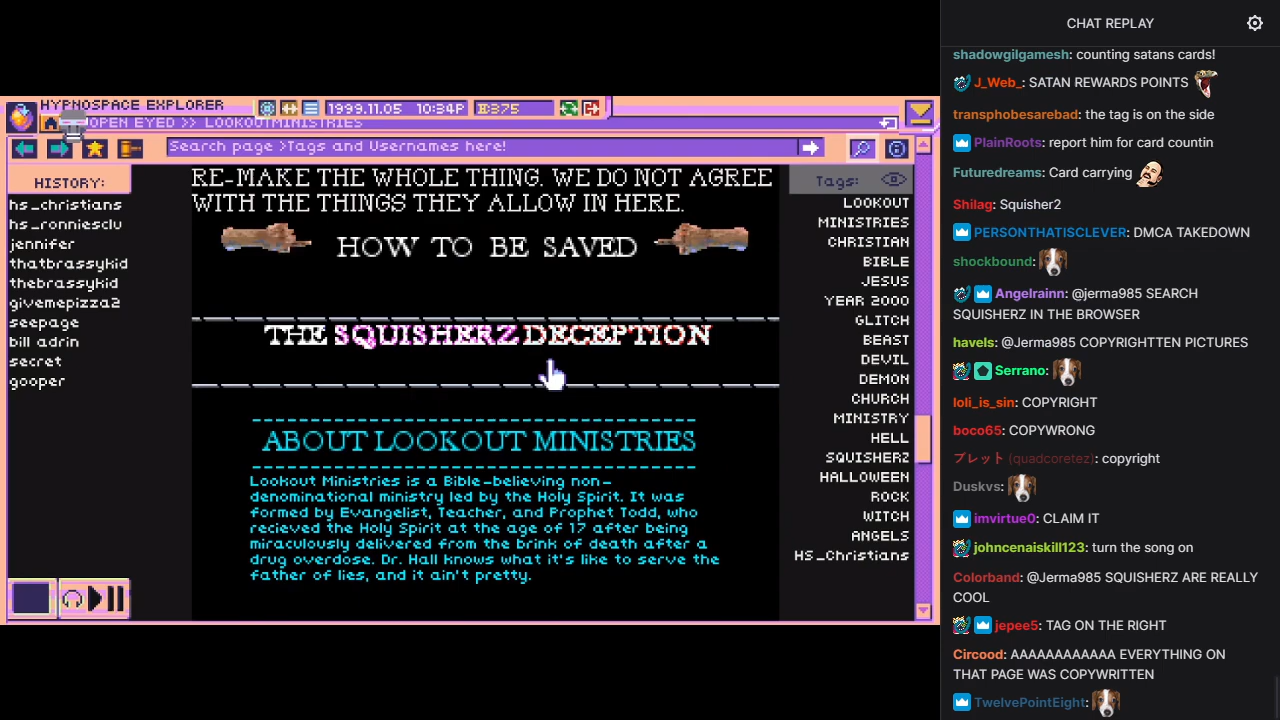 HYPNOSPACE EXPLORER
1999.11.05 10:34P
375
OPEN EYED >> LOOKOUTMINISTRIES
Search page >Tags and Usernames here!
HISTORY:
hs_christians
hs_ronniesclu
jennifer
thatbrassykid
thebrassykid
givemepizza2
seepage
bill adrin
secret
gooper
RE-MAKE THE WHOLE THING. WE DO NOT AGREE
WITH THE THINGS THEY ALLOW IN HERE.
HOW TO BE SAVED
THE SQUISHERZ DECEPTION
ABOUT LOOKOUT MINISTRIES
Lookout Ministries is a Bible-believing non-
denominational ministry led by the Holy Spirit. It was
formed by Evangelist, Teacher, and Prophet Todd, who
recieved the Holy Spirit at the age of 17 after being
miraculously delivered from the brink of death after a
drug overdose. Dr. Hall knows what it's like to serve the
father of lies, and it ain't pretty.
Tags:
LOOKOUT
MINISTRIES
CHRISTIAN
BIBLE
JESUS
YEAR 2000
GLITCH
BEAST
DEVIL
DEMON
CHURCH
MINISTRY
HELL
SQUISHERZ
HALLOWEEN
ROCK
WITCH
ANGELS
HS_Christians
CHAT REPLAY
shadowgilgamesh: counting satans cards!
J_Web_: SATAN REWARDS POINTS
transphobesarebad: the tag is on the side
PlainRoots: report him for card countin
Futuredreams: Card carrying
Shilag: Squisher2
PERSONTHATISCLEVER: DMCA TAKEDOWN
shockbound:
Angelrainn: @jerma985 SEARCH
SQUISHERZ IN THE BROWSER
havels: @Jerma985 COPYRIGHTTEN PICTURES
Serrano:
loli_is_sin: COPYRIGHT
boco65: COPYWRONG
ブレット (quadcoretez): copyright
Duskvs:
imvirtue0: CLAIM IT
johncenaiskill123: turn the song on
Colorband: @Jerma985 SQUISHERZ ARE REALLY
COOL
jepee5: TAG ON THE RIGHT
Circood: AAAAAAAAAAAA EVERYTHING ON
THAT PAGE WAS COPYWRITTEN
TwelvePointEight: